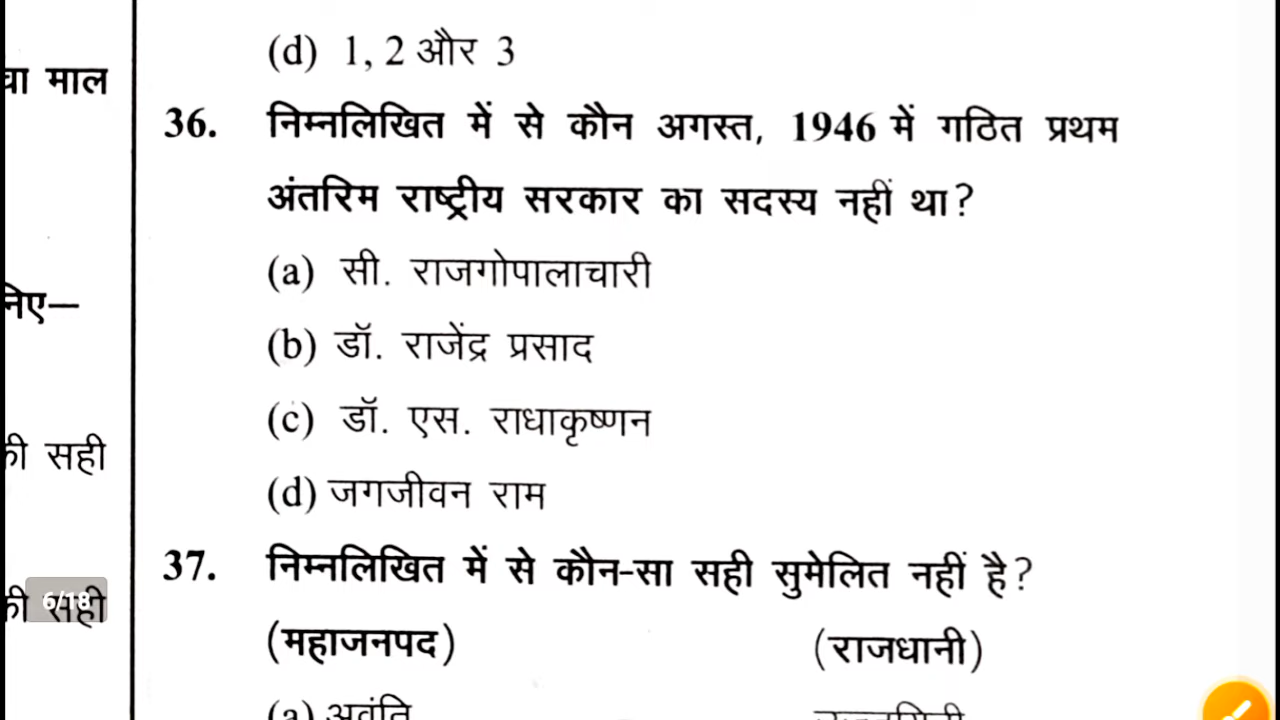 (d) 1, 2 और 3
माल
36. निम्नलिखित में से कौन अगस्त, 1946 में गठित प्रथम
अंतरिम राष्ट्रीय सरकार का सदस्य नहीं था?
(a) सी. राजगोपालाचारी
(b) डॉ. राजेंद्र प्रसाद
(c) डॉ. एस. राधाकृष्णन
सही
(d) जगजीवन राम
37. निम्नलिखित में से कौन-सा सही सुमेलित नहीं है?
सही
6/18
(महाजनपद) (राजधानी)
(a) अवंति